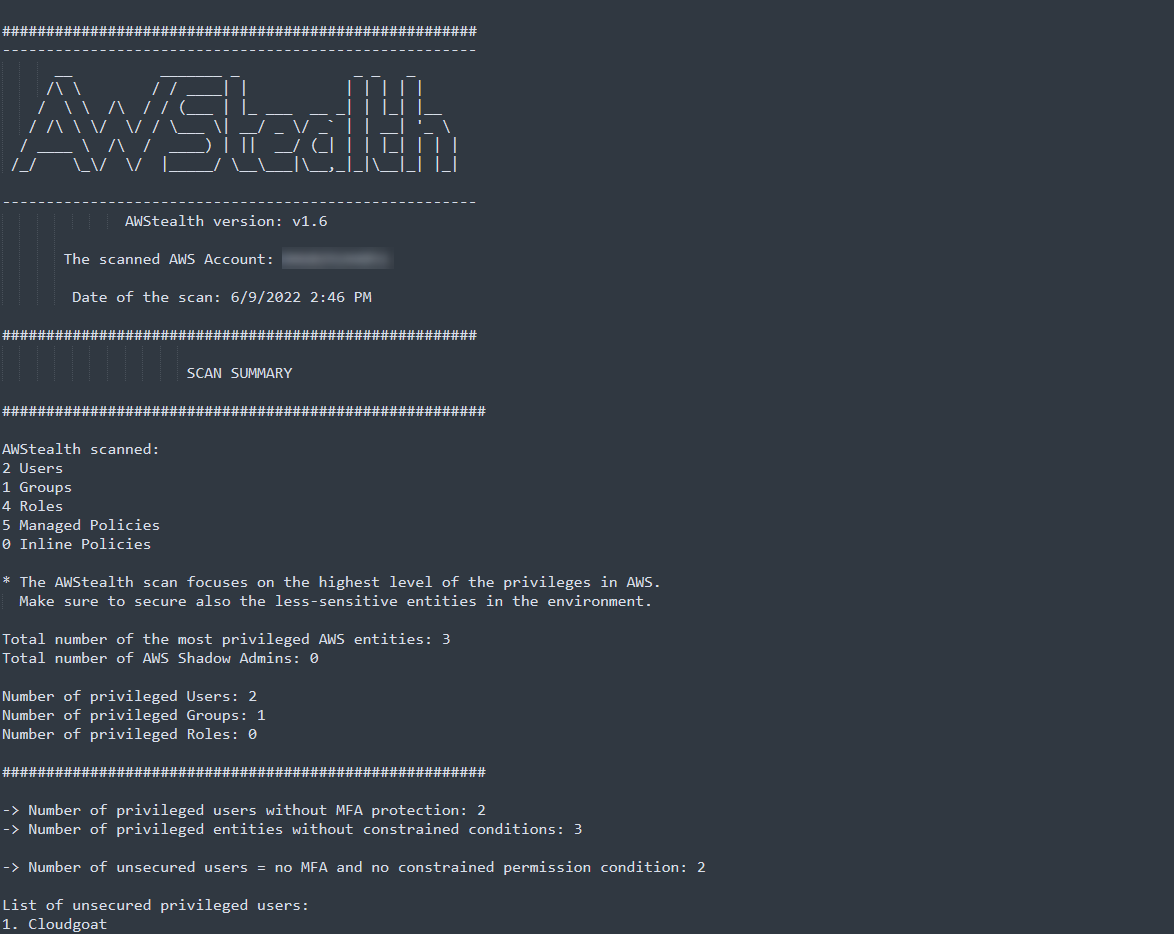 ######################################################
------------------------------------------------------
AWStealth
------------------------------------------------------
AWStealth version: v1.6
The scanned AWS Account:
Date of the scan: 6/9/2022 2:46 PM
######################################################
SCAN SUMMARY
#######################################################
AWStealth scanned:
2 Users
1 Groups
4 Roles
5 Managed Policies
0 Inline Policies
* The AWStealth scan focuses on the highest level of the privileges in AWS.
Make sure to secure also the less-sensitive entities in the environment.
Total number of the most privileged AWS entities: 3
Total number of AWS Shadow Admins: 0
Number of privileged Users: 2
Number of privileged Groups: 1
Number of privileged Roles: 0
#######################################################
-> Number of privileged users without MFA protection: 2
-> Number of privileged entities without constrained conditions: 3
-> Number of unsecured users = no MFA and no constrained permission condition: 2
List of unsecured privileged users:
1. Cloudgoat